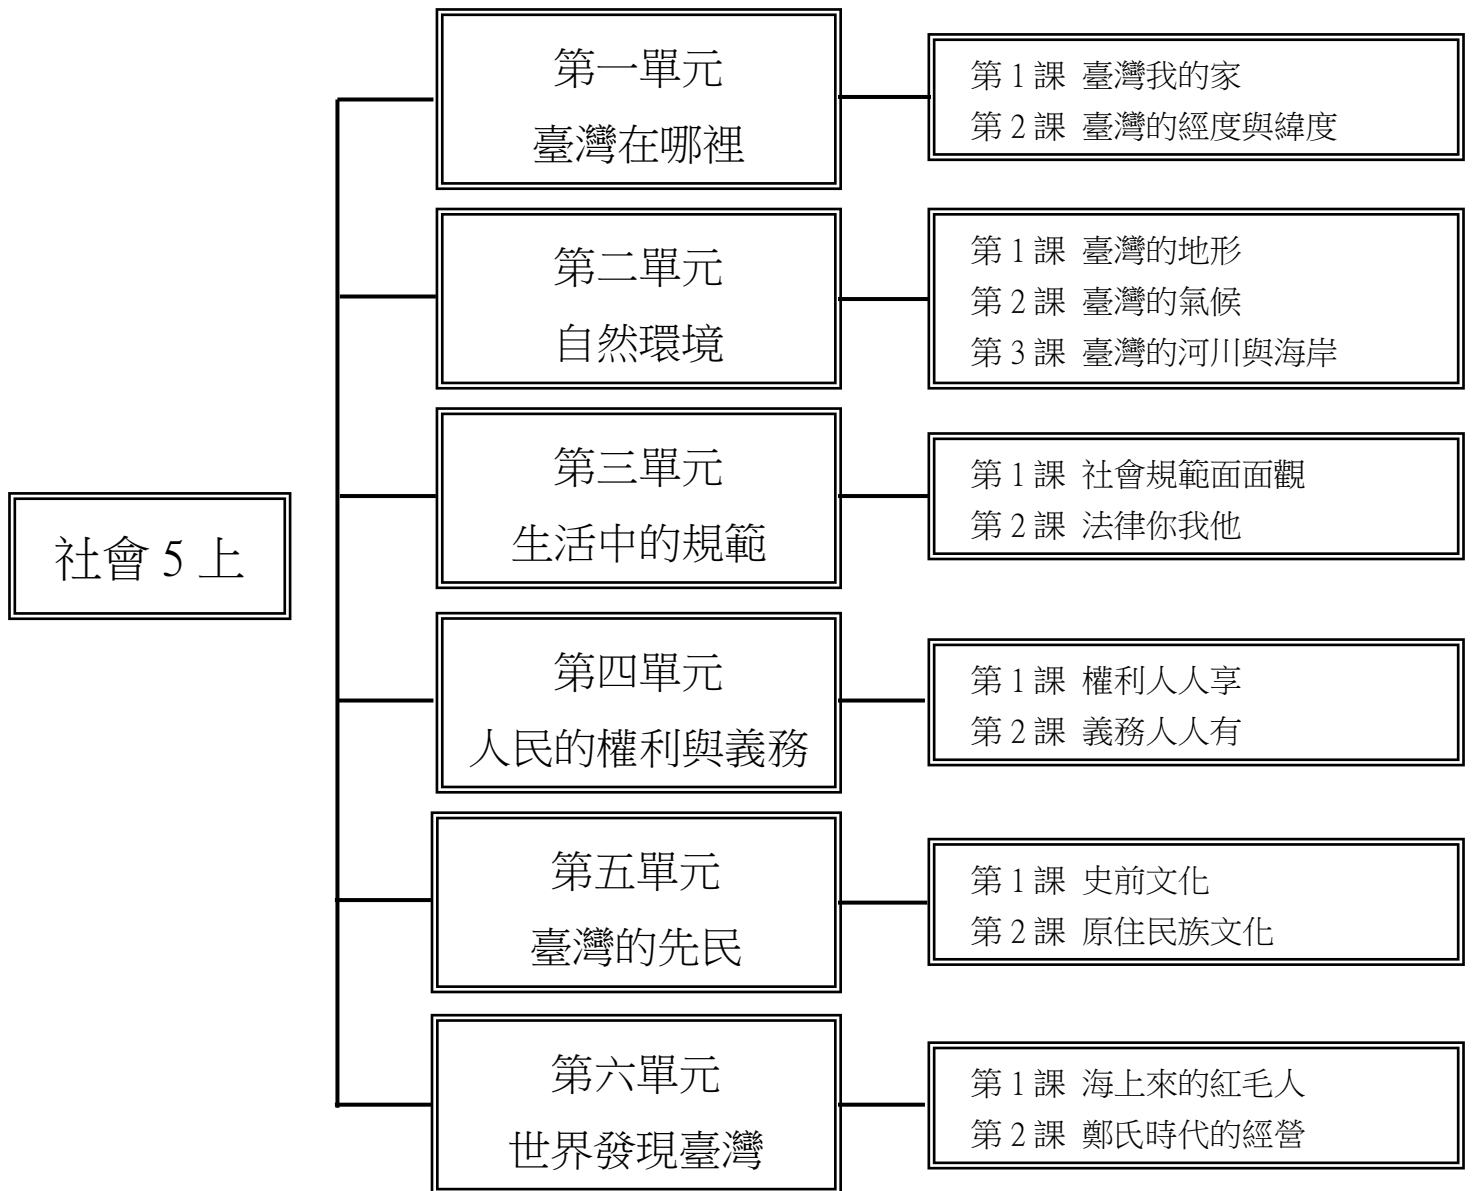 社會 5 上
第一單元
臺灣在哪裡
第 1 課 臺灣我的家
第 2 課 臺灣的經度與緯度
第二單元
自然環境
第 1 課 臺灣的地形
第 2 課 臺灣的氣候
第 3 課 臺灣的河川與海岸
第三單元
生活中的規範
第 1 課 社會規範面面觀
第 2 課 法律你我他
第四單元
人民的權利與義務
第 1 課 權利人人享
第 2 課 義務人人有
第五單元
臺灣的先民
第 1 課 史前文化
第 2 課 原住民族文化
第六單元
世界發現臺灣
第 1 課 海上來的紅毛人
第 2 課 鄭氏時代的經營